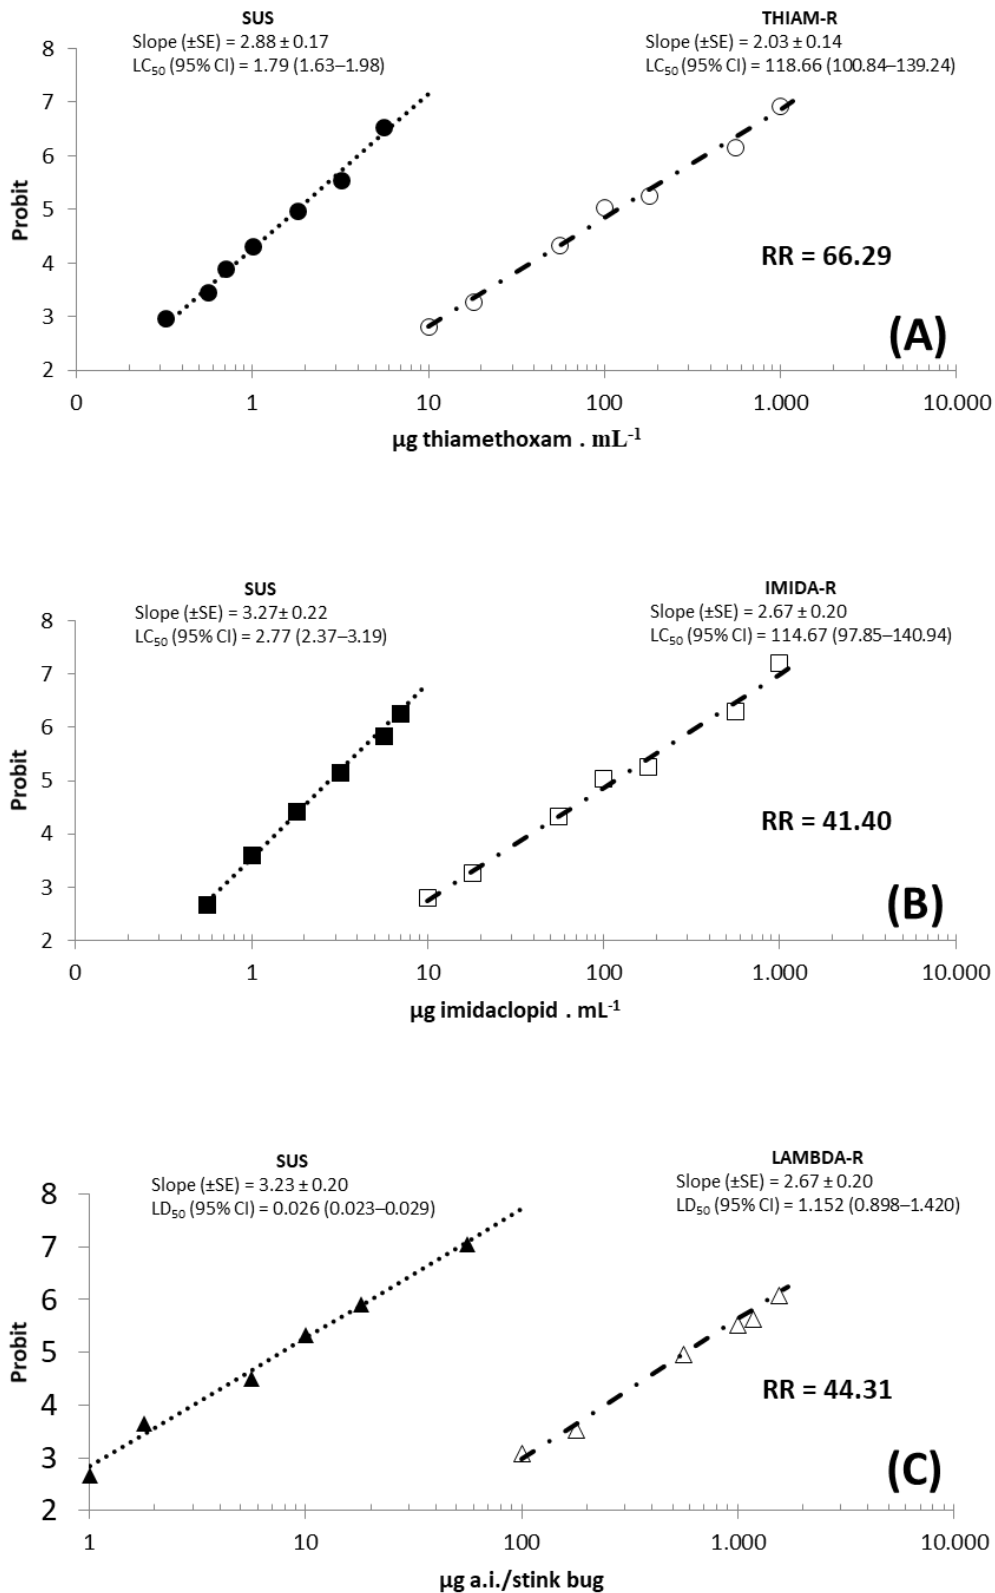 SUS
Slope (±SE) = 2.88 ± 0.17
LC50 (95% CI) = 1.79 (1.63–1.98)
THIAM-R
Slope (±SE) = 2.03 ± 0.14
LC50 (95% CI) = 118.66 (100.84–139.24)
8
7
6
5
4
3
2
Probit
RR = 66.29
(A)
0 1 10 100 1.000 10.000
µg thiamethoxam . mL-1
SUS
Slope (±SE) = 3.27± 0.22
LC50 (95% CI) = 2.77 (2.37–3.19)
IMIDA-R
Slope (±SE) = 2.67 ± 0.20
LC50 (95% CI) = 114.67 (97.85–140.94)
8
7
6
5
4
3
2
Probit
RR = 41.40
(B)
0 1 10 100 1.000 10.000
µg imidaclopid . mL-1
SUS
Slope (±SE) = 3.23 ± 0.20
LD50 (95% CI) = 0.026 (0.023–0.029)
LAMBDA-R
Slope (±SE) = 2.67 ± 0.20
LD50 (95% CI) = 1.152 (0.898–1.420)
8
7
6
5
4
3
2
Probit
RR = 44.31
(C)
1 10 100 1.000 10.000
µg a.i./stink bug